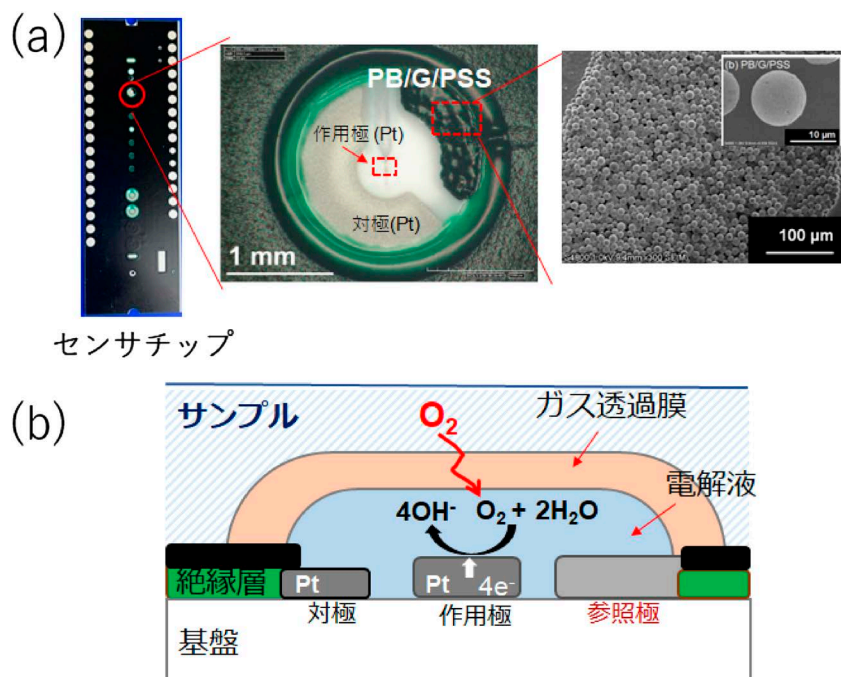 (a)
PB/G/PSS
作用極 (Pt)
対極(Pt)
1 mm
(b) PB/G/PSS
10 μm
100 μm
センサチップ
(b)
サンプル
O₂
ガス透過膜
電解液
4OH⁻ O₂ + 2H₂O
絶縁層
Pt
Pt 4e⁻
対極
作用極
参照極
基盤